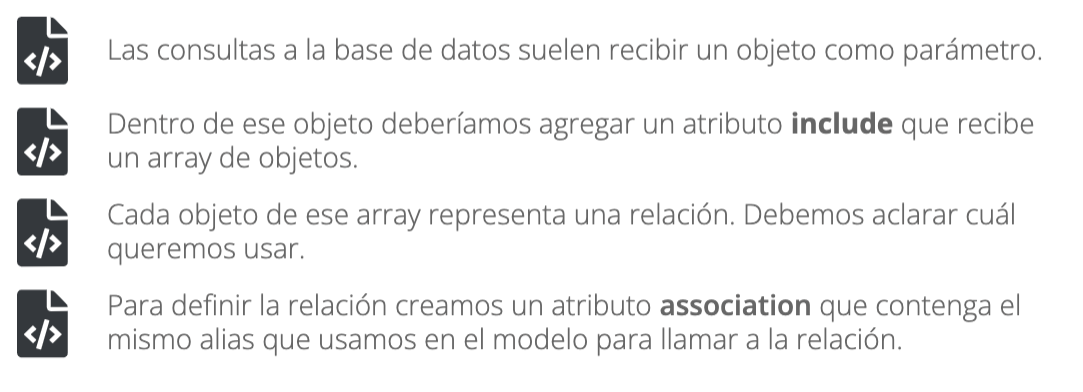 Las consultas a la base de datos suelen recibir un objeto como parámetro.
Dentro de ese objeto deberíamos agregar un atributo include que recibe
un array de objetos.
Cada objeto de ese array representa una relación. Debemos aclarar cuál
queremos usar.
Para definir la relación creamos un atributo association que contenga el
mismo alias que usamos en el modelo para llamar a la relación.